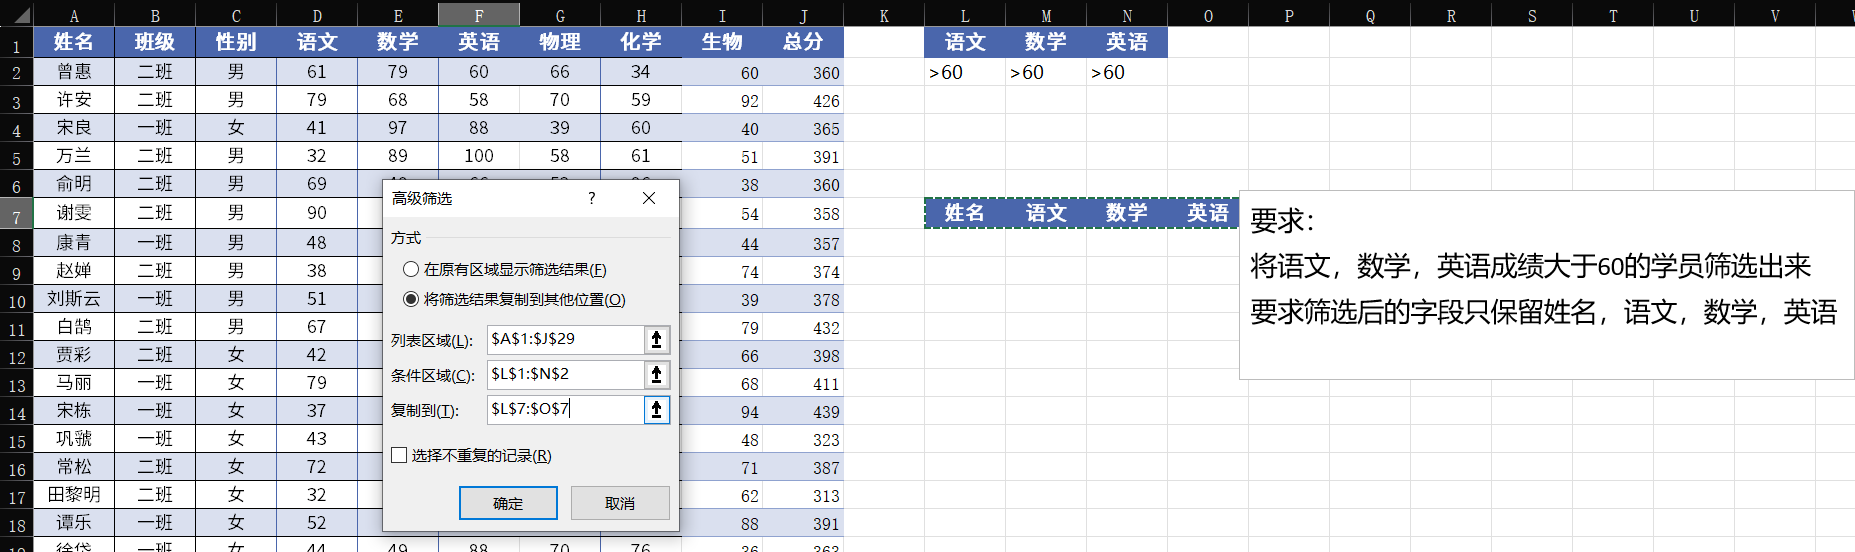 A B C D E F G H I J K L M N O P Q R S T U V
1 姓名 班级 性别 语文 数学 英语 物理 化学 生物 总分 语文 数学 英语
2 曾惠 二班 男 61 79 60 66 34 60 360 >60 >60 >60
3 许安 二班 男 79 68 58 70 59 92 426
4 宋良 一班 女 41 97 88 39 60 40 365
5 万兰 二班 男 32 89 100 58 61 51 391
6 俞明 二班 男 69 38 360
7 谢雯 二班 男 90 54 358 姓名 语文 数学 英语
8 康青 一班 男 48 44 357
9 赵婵 二班 男 38 74 374
10 刘斯云 一班 男 51 39 378
11 白鹄 二班 男 67 79 432
12 贾彩 二班 女 42 66 398
13 马丽 一班 女 79 68 411
14 宋栋 一班 女 37 94 439
15 巩虢 一班 女 43 48 323
16 常松 二班 女 72 71 387
17 田黎明 二班 女 32 62 313
18 谭乐 一班 女 52 88 391
19 徐岱 一班 女 44 49 88 70 76 36 363
高级筛选 ?
方式
在原有区域显示筛选结果(F)
将筛选结果复制到其他位置(O)
列表区域(L): $A$1:$J$29
条件区域(C): $L$1:$N$2
复制到(T): $L$7:$O$7
选择不重复的记录(R)
确定 取消
要求：
将语文，数学，英语成绩大于60的学员筛选出来
要求筛选后的字段只保留姓名，语文，数学，英语